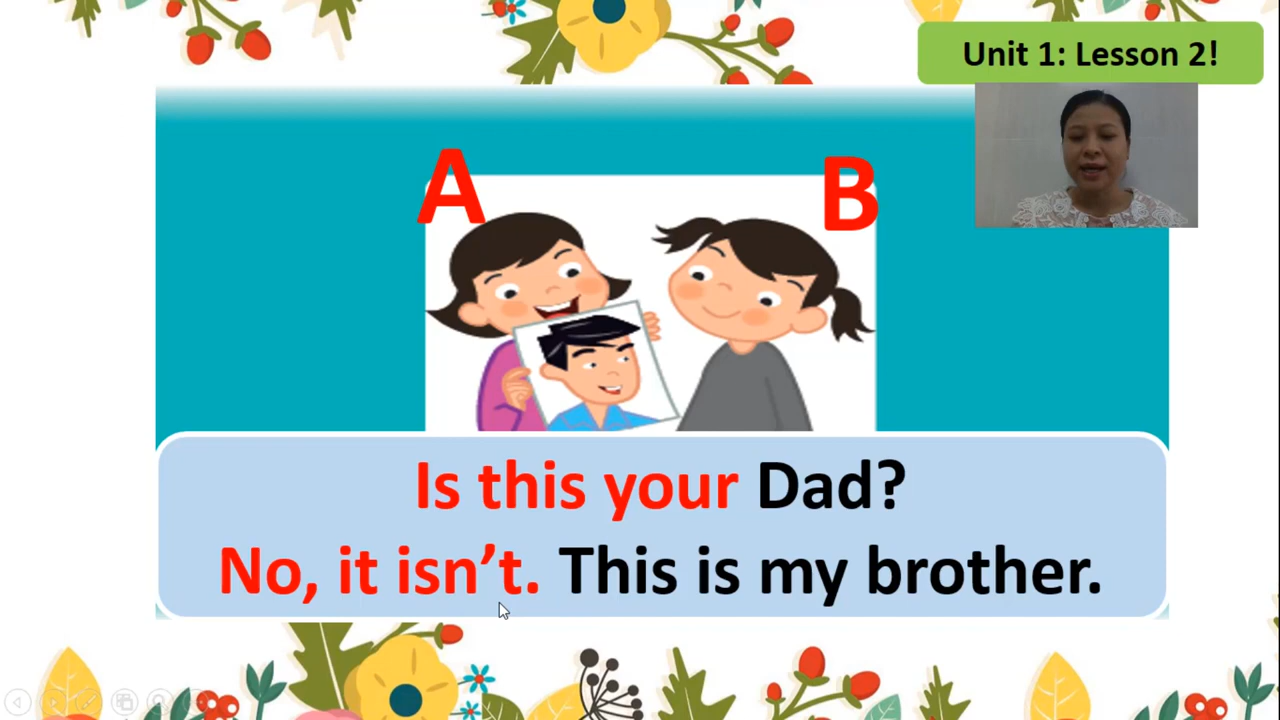 Unit 1: Lesson 2!
A
B
Is this your Dad?
No, it isn’t. This is my brother.